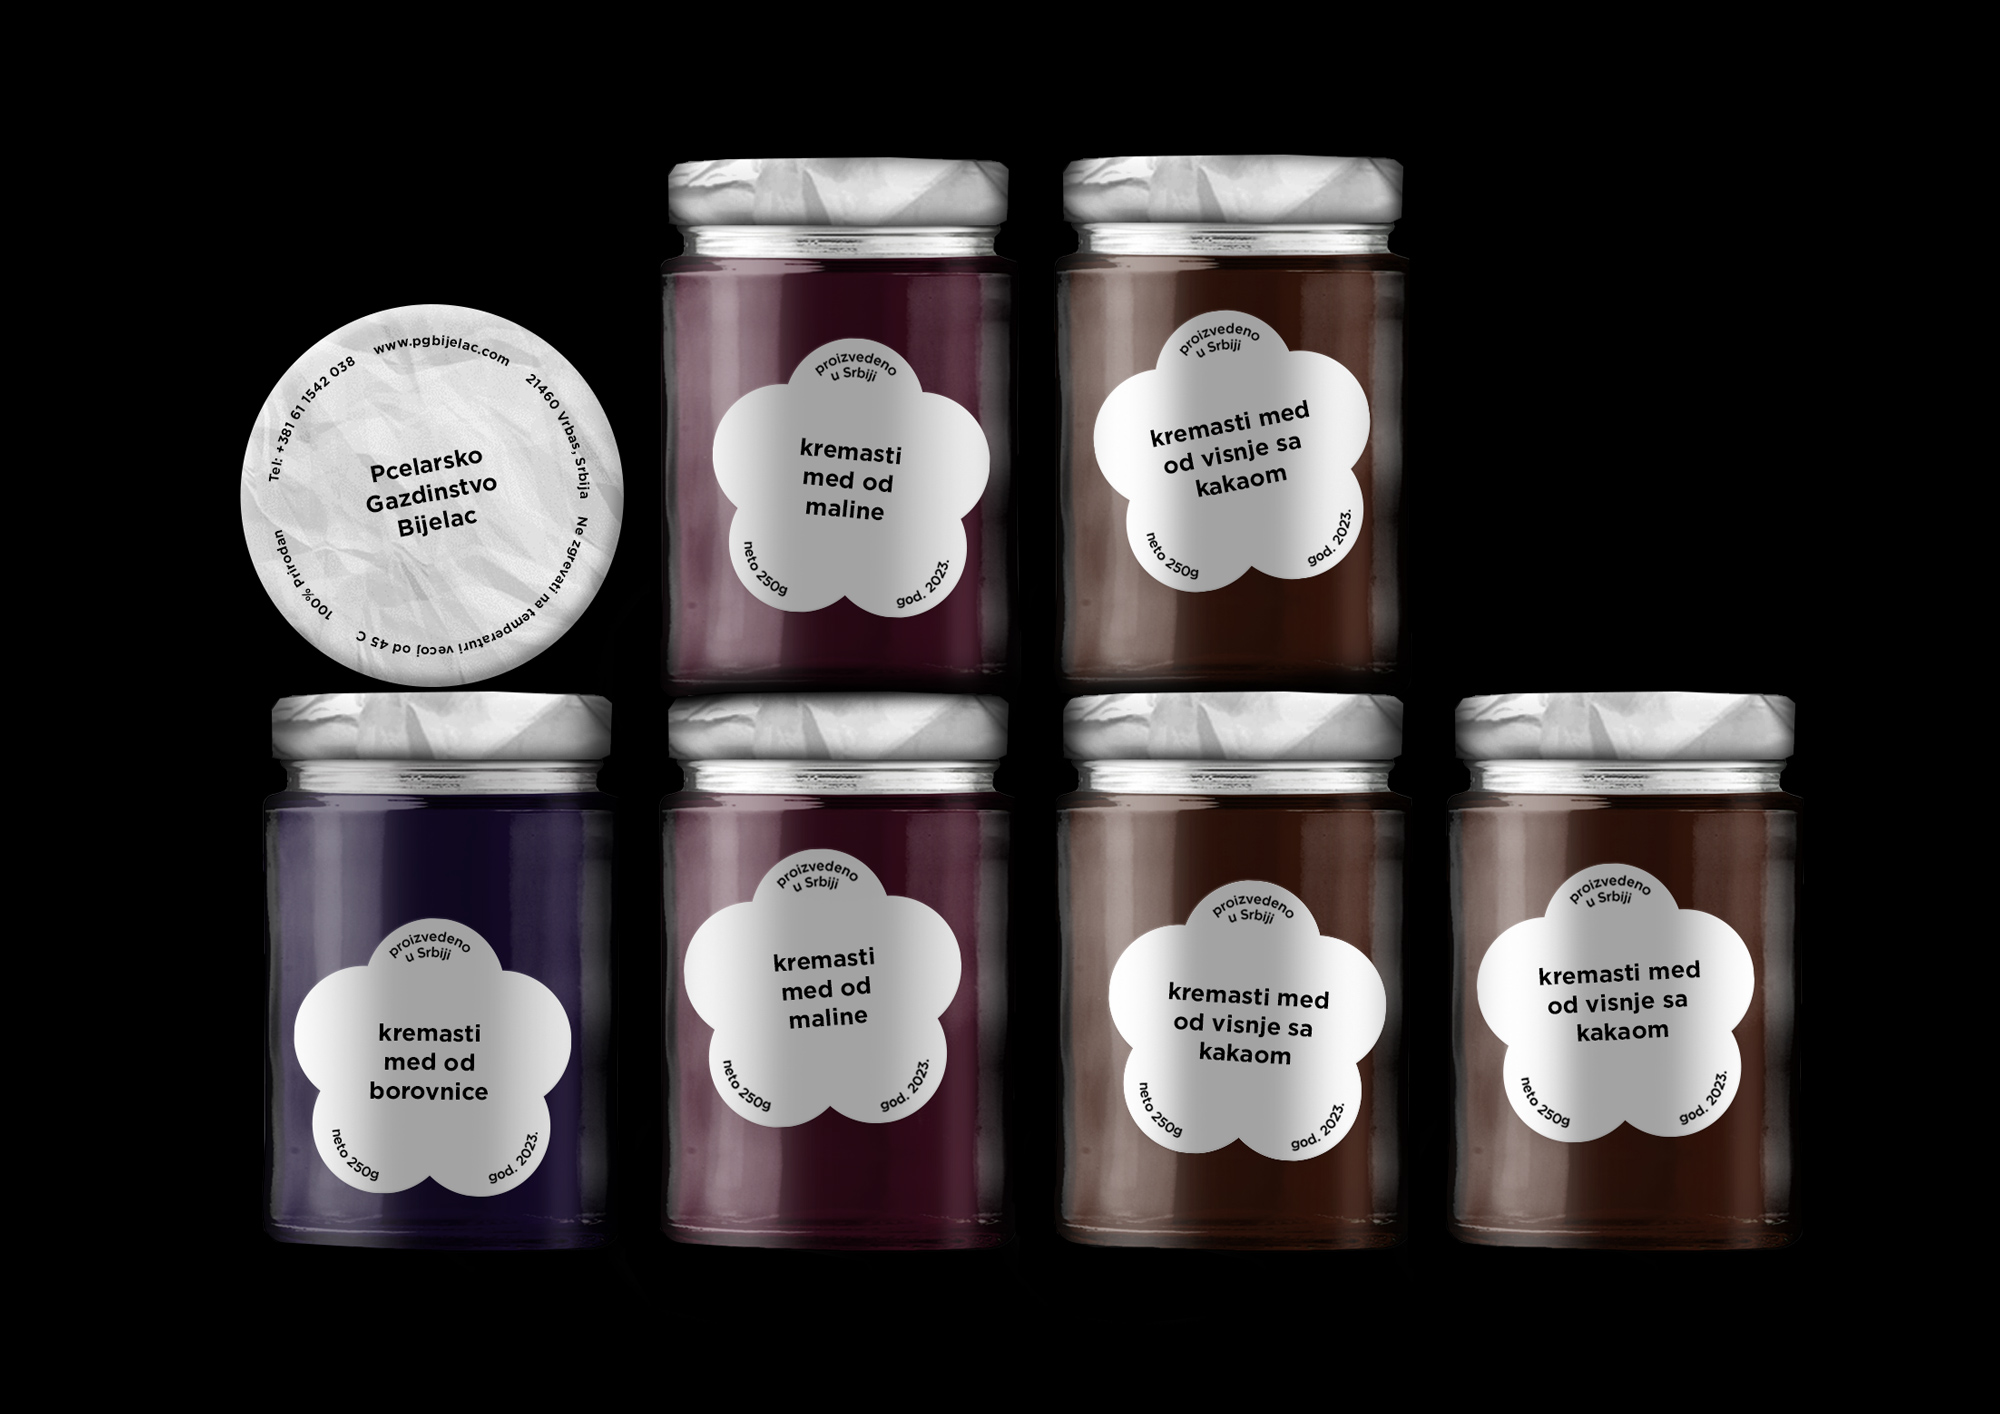 www.pgbijelac.com
21460 Vrbas, Srbija
Ne zgrevati na temperaturi vecoj od 45 C
100% Prirodan
Tel: +381 61 1542 038
Pcelarsko
Gazdinstvo
Bijelac
proizvedeno
u Srbiji
kremasti
med od
maline
neto 250g
god. 2023.
proizvedeno
u Srbiji
kremasti med
od visnje sa
kakaom
neto 250g
god. 2023.
proizvedeno
u Srbiji
kremasti
med od
borovnice
neto 250g
god. 2023.
proizvedeno
u Srbiji
kremasti
med od
maline
neto 250g
god. 2023.
proizvedeno
u Srbiji
kremasti med
od visnje sa
kakaom
neto 250g
god. 2023.
proizvedeno
u Srbiji
kremasti med
od visnje sa
kakaom
neto 250g
god. 2023.